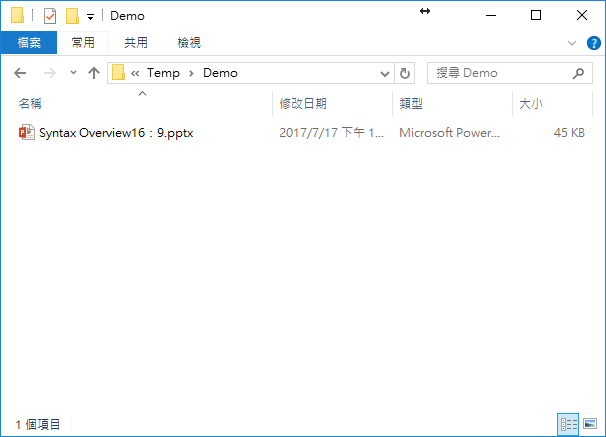 Demo
檔案 常用 共用 檢視
« Temp > Demo 搜尋 Demo
名稱 修改日期 類型 大小
Syntax Overview16：9.pptx 2017/7/17 下午 1... Microsoft Power... 45 KB
1 個項目